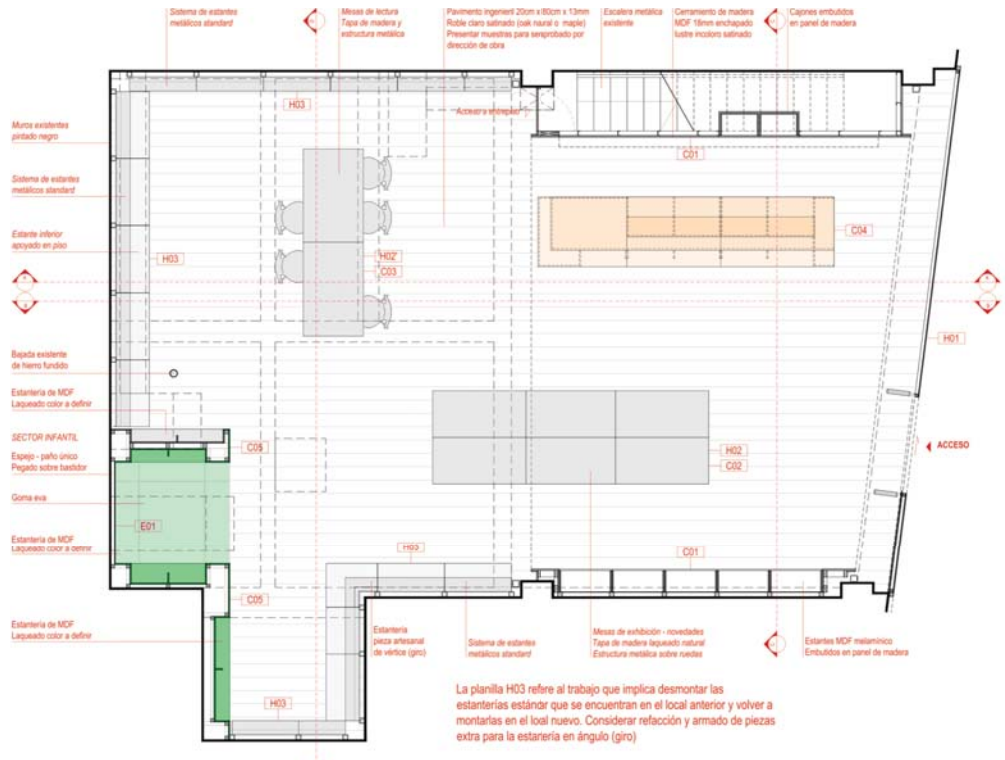 Sistema de estantes
metálicos standard
Mesas de lectura
Tapa de madera y
estructura metálica
Pavimento ingenieril 20cm x 80cm x 13mm
Roble claro satinado (oak naural o maple)
Presentar muestras para seraprobado por
dirección de obra
Escalera metálica
existente
Cerramiento de madera
MDF 18mm enchapado
lustre incoloro satinado
Cajones embutidos
en panel de madera
H03
Acceso a entrepiso
C01
Muros existentes
pintado negro
Sistema de estantes
metálicos standard
Estante inferior
apoyado en piso
H03
H02'
C03
C04
H01
Bajada existente
de hierro fundido
Estantería de MDF
Laqueado color a definir
SECTOR INFANTIL
Espejo - paño único
Pegado sobre bastidor
C05
H02
C02
ACCESO
Goma eva
E01
Estantería de MDF
Laqueado color a definir
H03
C01
C05
Estantería de MDF
Laqueado color a definir
Estantería
pieza artesanal
de vértice (giro)
Sistema de estantes
metálicos standard
Mesas de exhibición - novedades
Tapa de madera laqueado natural
Estructura metálica sobre ruedas
Estantes MDF melamínico
Embutidos en panel de madera
H03
La planilla H03 refere al trabajo que implica desmontar las
estanterías estándr que se encuentran en el local anterior y volver a
montarlas en el loal nuevo. Considerar refacción y armado de piezas
extra para la estanería en ángulo (giro)